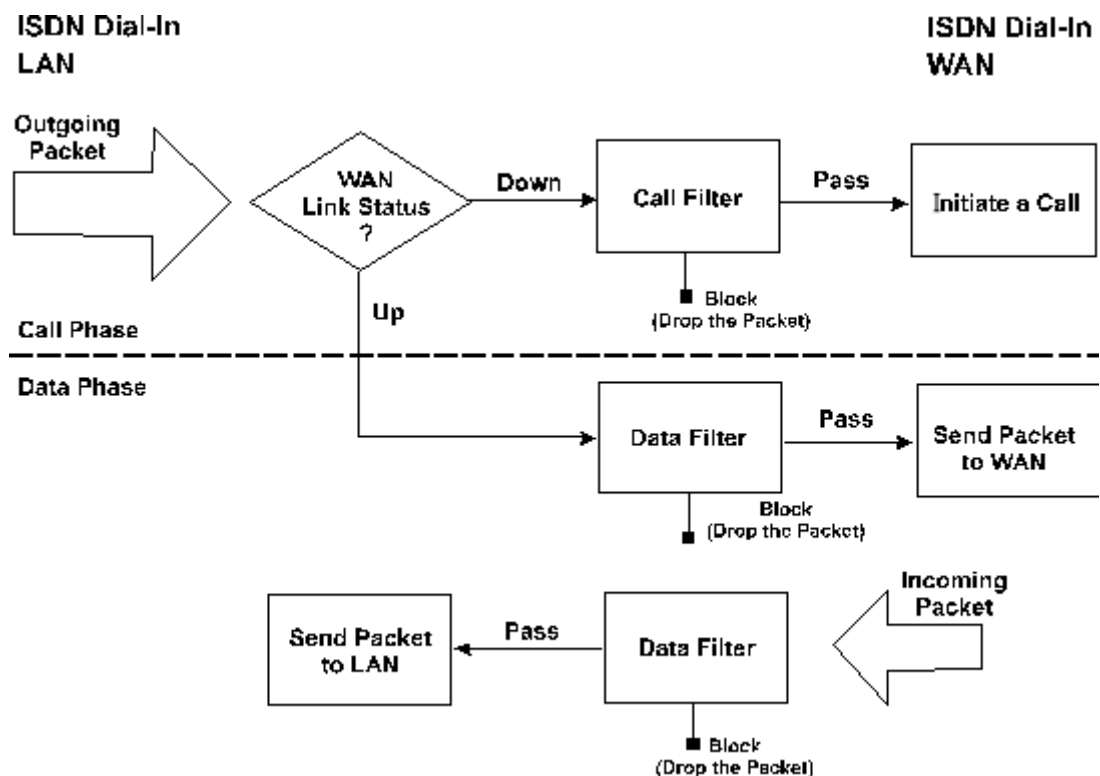 ISDN Dial-In
LAN
ISDN Dial-In
WAN
Outgoing
Packet
WAN
Link Status
?
Down
Call Filter
Pass
Initiate a Call
Block
(Drop the Packet)
Up
Call Phase
Data Phase
Data Filter
Pass
Send Packet
to WAN
Block
(Drop the Packet)
Incoming
Packet
Send Packet
to LAN
Pass
Data Filter
Block
(Drop the Packet)